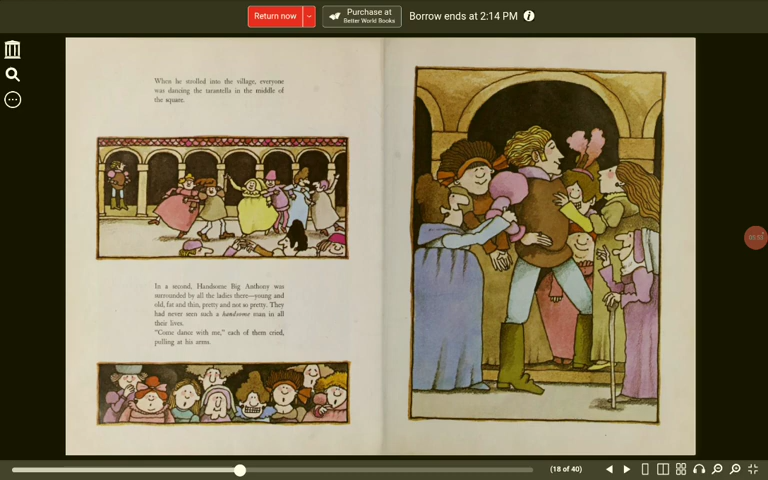 Return now
Purchase at
Better World Books
Borrow ends at 2:14 PM
When he strolled into the village, everyone
was dancing the tarantella in the middle of
the square.
In a second, Handsome Big Anthony was
surrounded by all the ladies there—young and
old, fat and thin, pretty and not so pretty. They
had never seen such a handsome man in all
their lives.
"Come dance with me," each of them cried,
pulling at his arms.
(18 of 40)